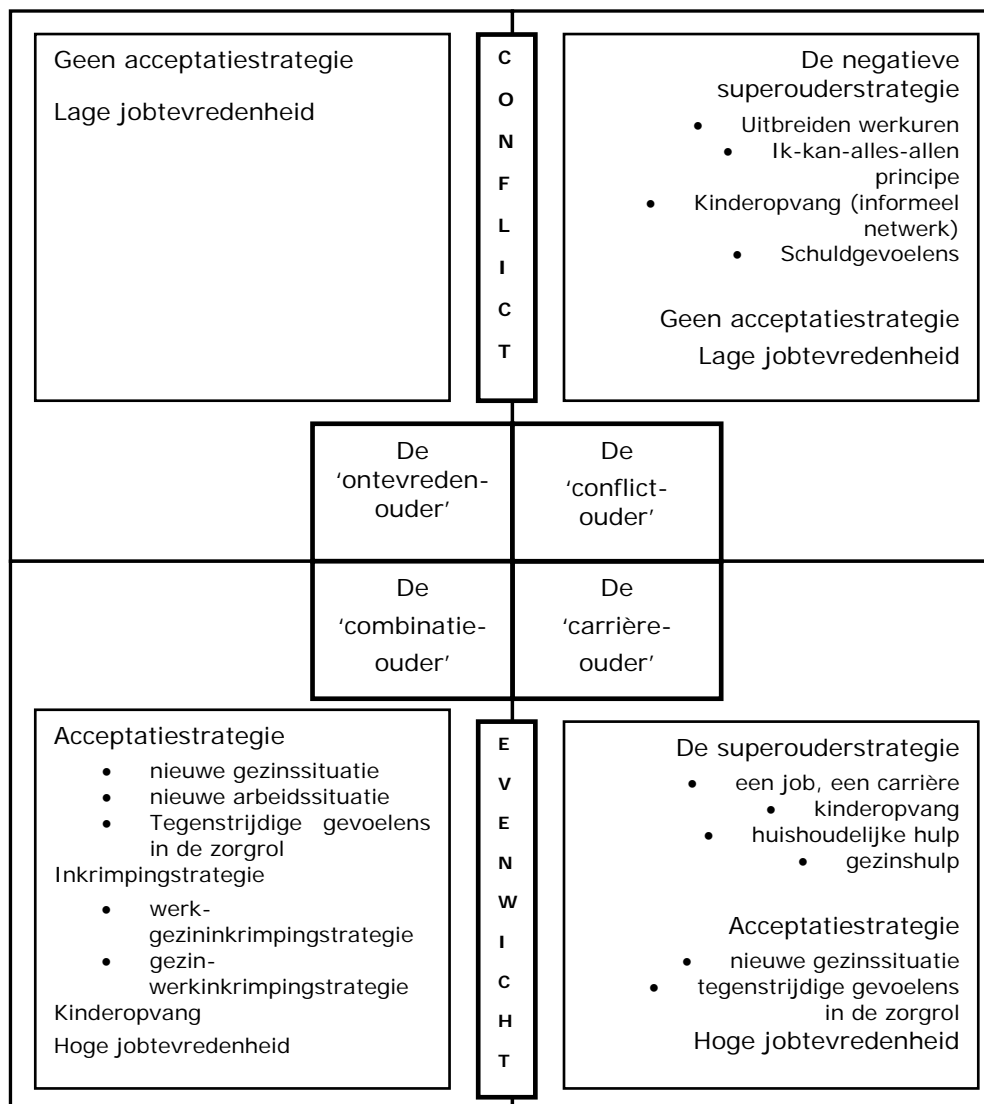 Geen acceptatiestrategie
Lage jobtevredenheid
C
O
N
F
L
I
C
T
De negatieve
superouderstrategie
• Uitbreiden werkuren
• Ik-kan-alles-allen
principe
• Kinderopvang (informeel
netwerk)
• Schuldgevoelens
Geen acceptatiestrategie
Lage jobtevredenheid
De
‘ontevreden-
ouder’
De
‘conflict-
ouder’
De
‘combinatie-
ouder’
De
‘carrière-
ouder’
Acceptatiestrategie
• nieuwe gezinssituatie
• nieuwe arbeidssituatie
• Tegenstrijdige gevoelens
in de zorgrol
Inkrimpingstrategie
• werk-
gezininkrimpingstrategie
• gezin-
werkinkrimpingstrategie
Kinderopvang
Hoge jobtevredenheid
E
V
E
N
W
I
C
H
T
De superouderstrategie
• een job, een carrière
• kinderopvang
• huishoudelijke hulp
• gezinshulp
Acceptatiestrategie
• nieuwe gezinssituatie
• tegenstrijdige gevoelens
in de zorgrol
Hoge jobtevredenheid